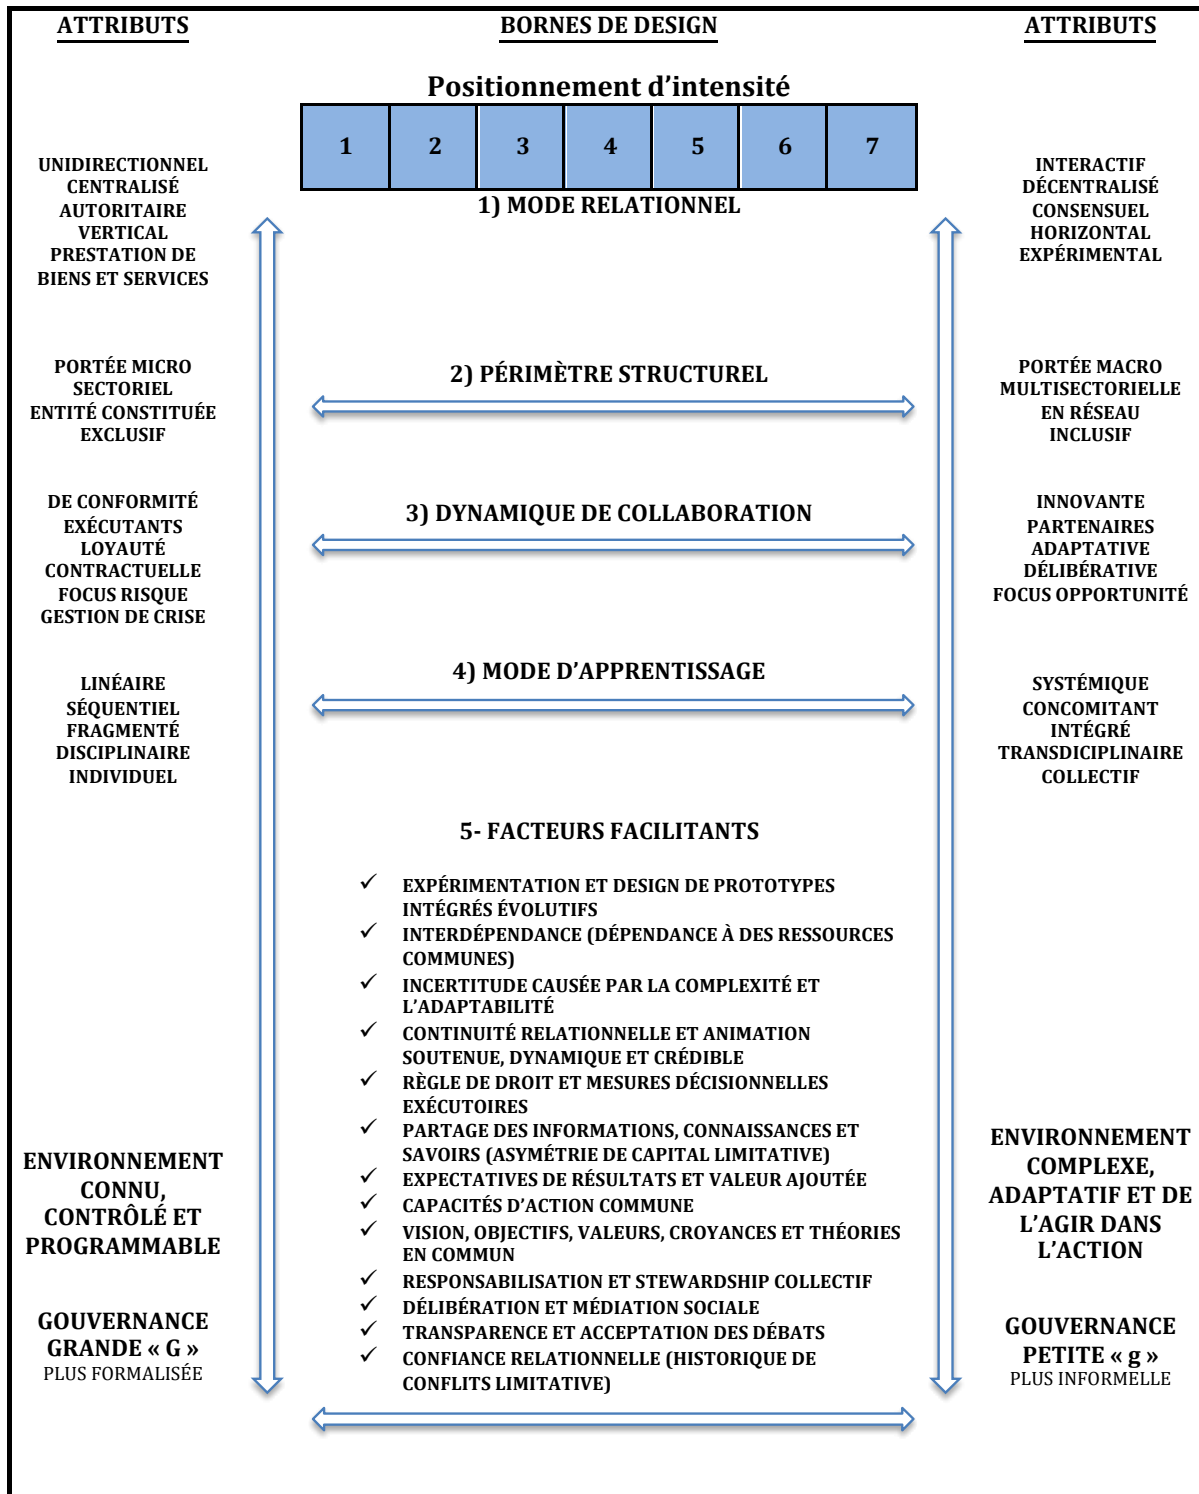 ATTRIBUTS
BORNES DE DESIGN
ATTRIBUTS
Positionnement d'intensité
1 2 3 4 5 6 7
UNIDIRECTIONNEL
CENTRALISÉ
AUTORITAIRE
VERTICAL
PRESTATION DE
BIENS ET SERVICES
1) MODE RELATIONNEL
INTERACTIF
DÉCENTRALISÉ
CONSENSUEL
HORIZONTAL
EXPÉRIMENTAL
PORTÉE MICRO
SECTORIEL
ENTITÉ CONSTITUÉE
EXCLUSIF
2) PÉRIMÈTRE STRUCTUREL
PORTÉE MACRO
MULTISECTORIELLE
EN RÉSEAU
INCLUSIF
DE CONFORMITÉ
EXÉCUTANTS
LOYAUTÉ
CONTRACTUELLE
FOCUS RISQUE
GESTION DE CRISE
3) DYNAMIQUE DE COLLABORATION
INNOVANTE
PARTENAIRES
ADAPTATIVE
DÉLIBÉRATIVE
FOCUS OPPORTUNITÉ
LINÉAIRE
SÉQUENTIEL
FRAGMENTÉ
DISCIPLINAIRE
INDIVIDUEL
4) MODE D'APPRENTISSAGE
SYSTÉMIQUE
CONCOMITANT
INTÉGRÉ
TRANSDICIPLINAIRE
COLLECTIF
5- FACTEURS FACILITANTS
✓ EXPÉRIMENTATION ET DESIGN DE PROTOTYPES
INTÉGRÉS ÉVOLUTIFS
✓ INTERDÉPENDANCE (DÉPENDANCE À DES RESSOURCES
COMMUNES)
✓ INCERTITUDE CAUSÉE PAR LA COMPLEXITÉ ET
L'ADAPTABILITÉ
✓ CONTINUITÉ RELATIONNELLE ET ANIMATION
SOUTENUE, DYNAMIQUE ET CRÉDIBLE
✓ RÈGLE DE DROIT ET MESURES DÉCISIONNELLES
EXÉCUTOIRES
✓ PARTAGE DES INFORMATIONS, CONNAISSANCES ET
SAVOIRS (ASYMÉTRIE DE CAPITAL LIMITATIVE)
✓ EXPECTATIVES DE RÉSULTATS ET VALEUR AJOUTÉE
✓ CAPACITÉS D'ACTION COMMUNE
✓ VISION, OBJECTIFS, VALEURS, CROYANCES ET THÉORIES
EN COMMUN
✓ RESPONSABILISATION ET STEWARDSHIP COLLECTIF
✓ DÉLIBÉRATION ET MÉDIATION SOCIALE
✓ TRANSPARENCE ET ACCEPTATION DES DÉBATS
✓ CONFIANCE RELATIONNELLE (HISTORIQUE DE
CONFLITS LIMITATIVE)
ENVIRONNEMENT
CONNU,
CONTRÔLÉ ET
PROGRAMMABLE
GOUVERNANCE
GRANDE « G »
PLUS FORMALISÉE
ENVIRONNEMENT
COMPLEXE,
ADAPTATIF ET DE
L'AGIR DANS
L'ACTION
GOUVERNANCE
PETITE « g »
PLUS INFORMELLE